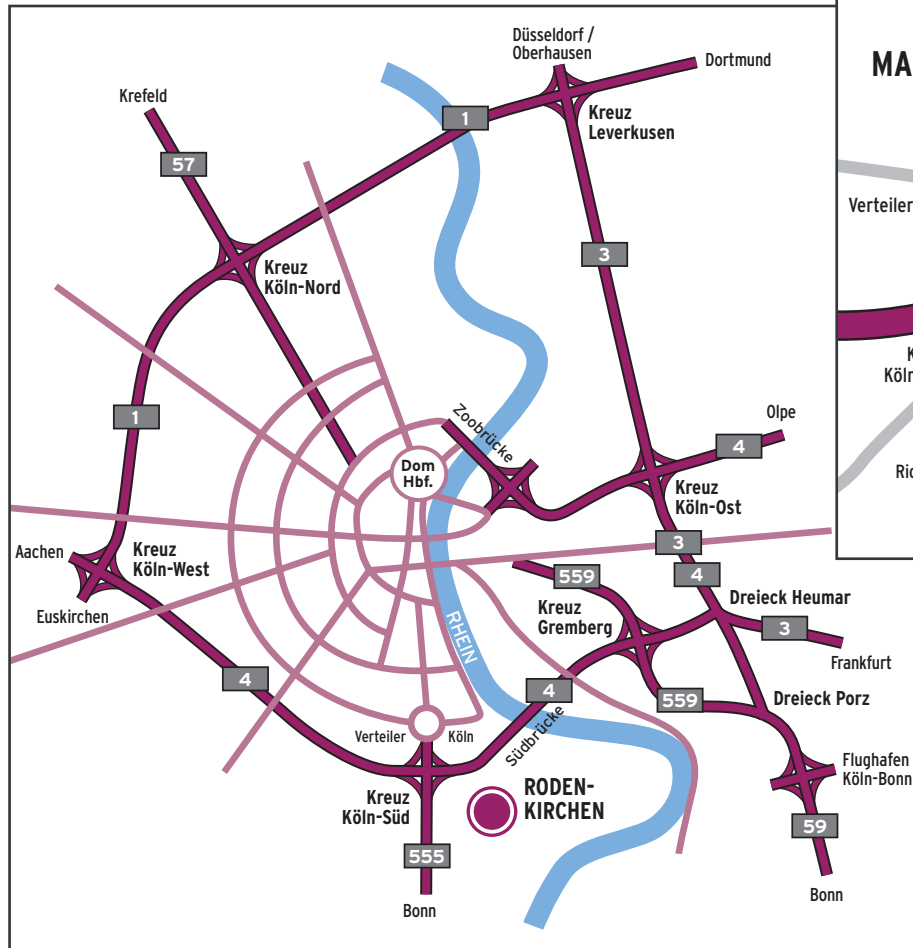 Düsseldorf /
Oberhausen
Dortmund
MA
Krefeld
1
Kreuz
Leverkusen
57
Verteiler
3
Kreuz
Köln-Nord
K
Köln
1
Zoobrücke
Olpe
4
Dom
Hbf.
Ric
Kreuz
Köln-Ost
3
Aachen
Kreuz
Köln-West
559
4
Euskirchen
Kreuz
Gremberg
Dreieck Heumar
3
Frankfurt
RHEIN
4
4
559
Dreieck Porz
Verteiler
Köln
Südbrücke
Flughafen
Köln-Bonn
Kreuz
Köln-Süd
RODEN-
KIRCHEN
59
555
Bonn
Bonn